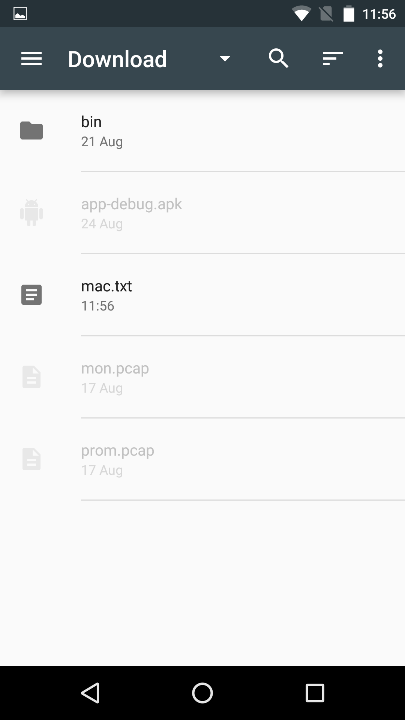 11:56
Download
bin
21 Aug
app-debug.apk
24 Aug
mac.txt
11:56
mon.pcap
17 Aug
prom.pcap
17 Aug